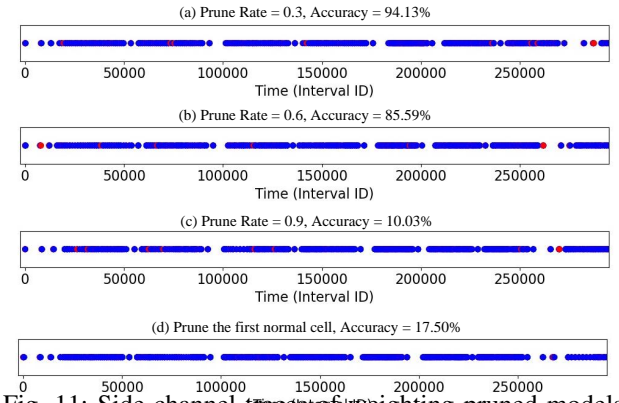 (a) Prune Rate = 0.3, Accuracy = 94.13%
0 50000 100000 150000 200000 250000
Time (Interval ID)
(b) Prune Rate = 0.6, Accuracy = 85.59%
0 50000 100000 150000 200000 250000
Time (Interval ID)
(c) Prune Rate = 0.9, Accuracy = 10.03%
0 50000 100000 150000 200000 250000
Time (Interval ID)
(d) Prune the first normal cell, Accuracy = 17.50%
0 50000 100000 150000 200000 250000
Fig. 11: Side channel pruned models